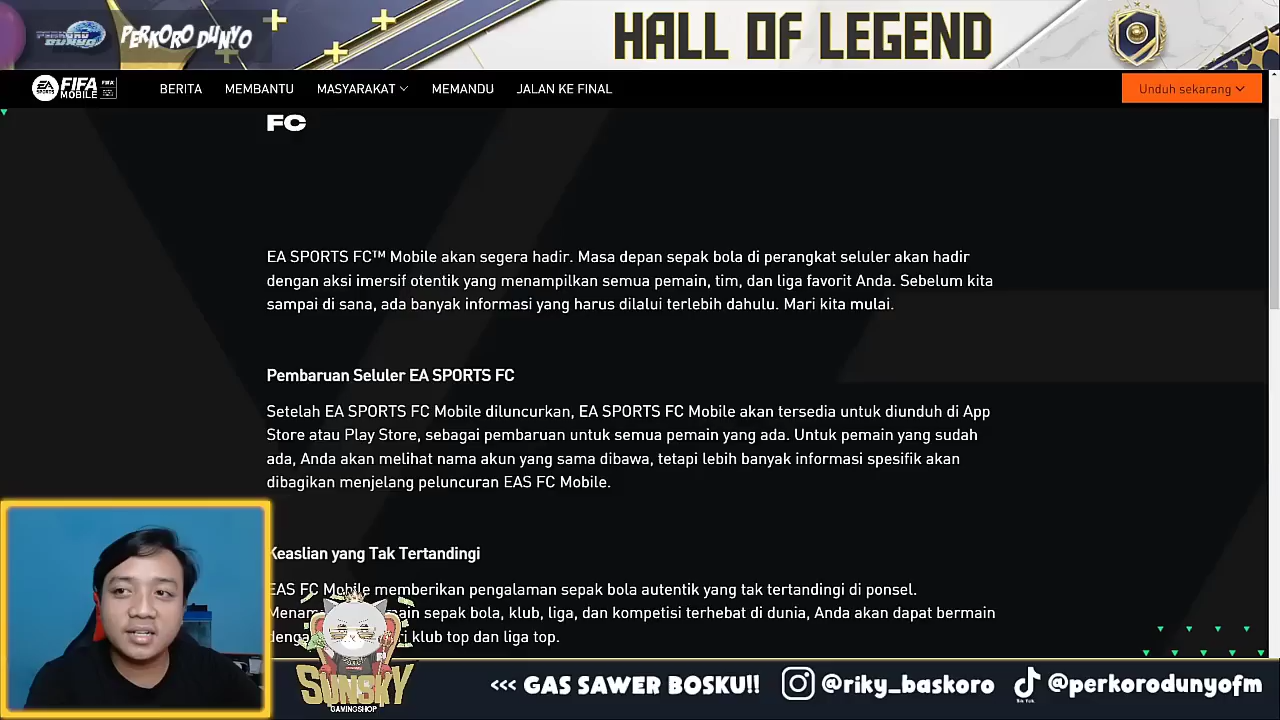 PERKORO DUNYO
PERKORO DUNYO
HALL OF LEGEND
EA SPORTS
FIFA MOBILE
BERITA
MEMBANTU
MASYARAKAT
MEMANDU
JALAN KE FINAL
Unduh sekarang
FC
EA SPORTS FC™ Mobile akan segera hadir. Masa depan sepak bola di perangkat seluler akan hadir
dengan aksi imersif otentik yang menampilkan semua pemain, tim, dan liga favorit Anda. Sebelum kita
sampai di sana, ada banyak informasi yang harus dilalui terlebih dahulu. Mari kita mulai.
Pembaruan Seluler EA SPORTS FC
Setelah EA SPORTS FC Mobile diluncurkan, EA SPORTS FC Mobile akan tersedia untuk diunduh di App
Store atau Play Store, sebagai pembaruan untuk semua pemain yang ada. Untuk pemain yang sudah
ada, Anda akan melihat nama akun yang sama dibawa, tetapi lebih banyak informasi spesifik akan
dibagikan menjelang peluncuran EAS FC Mobile.
Keaslian yang Tak Tertandingi
EAS FC Mobile memberikan pengalaman sepak bola autentik yang tak tertandingi di ponsel.
sepak bola, klub, liga, dan kompetisi terhebat di dunia, Anda akan dapat bermain
klub top dan liga top.
SUNSKY
GAMINGSHOP
<<< GAS SAWER BOSKU!!
@riky_baskoro
@perkorodunyofm